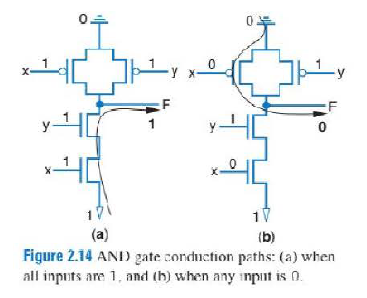 0
0
x 1
1 y
x 0
1 y
F
1
F
0
y 1
y 1
x 1
x 0
1
1
(a)
(b)
Figure 2.14 AND gate conduction paths: (a) when
all inputs are 1, and (b) when any input is 0.